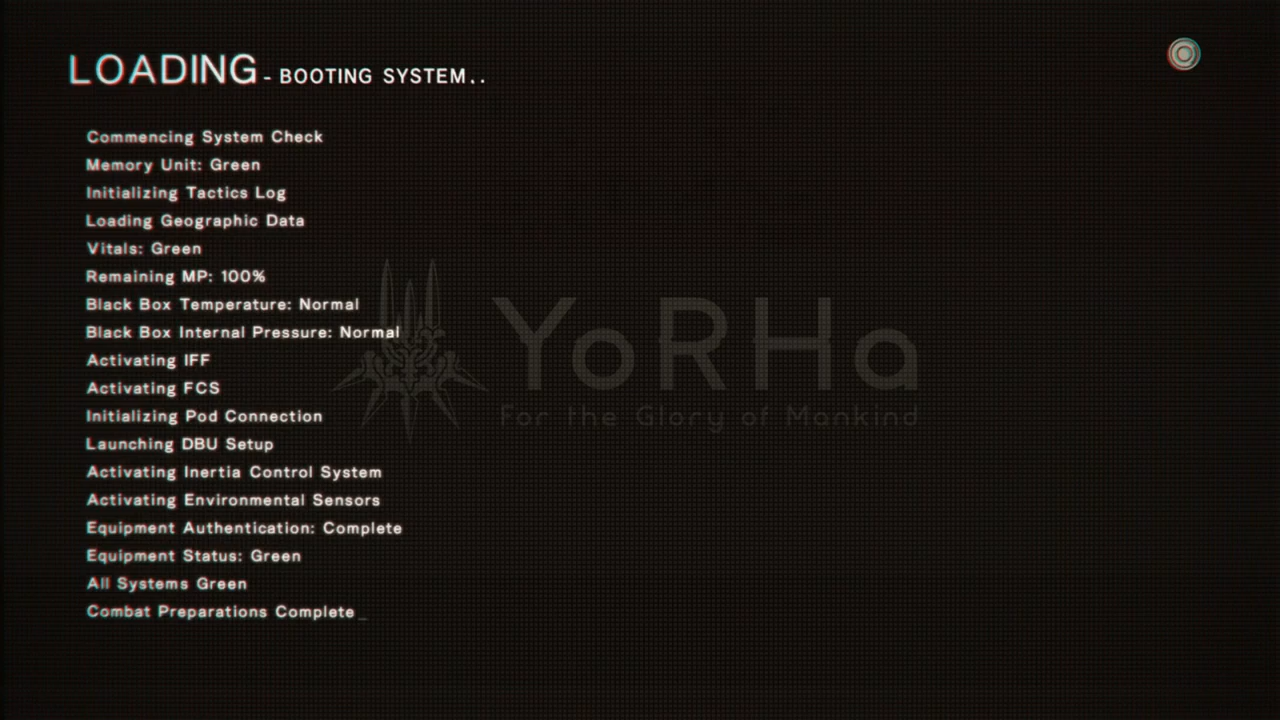 LOADING - BOOTING SYSTEM..
Commencing System Check
Memory Unit: Green
Initializing Tactics Log
Loading Geographic Data
Vitals: Green
Remaining MP: 100%
Black Box Temperature: Normal
Black Box Internal Pressure: Normal
Activating IFF
Activating FCS
Initializing Pod Connection
Launching DBU Setup
Activating Inertia Control System
Activating Environmental Sensors
Equipment Authentication: Complete
Equipment Status: Green
All Systems Green
Combat Preparations Complete_
YoRHa
For the Glory of Mankind